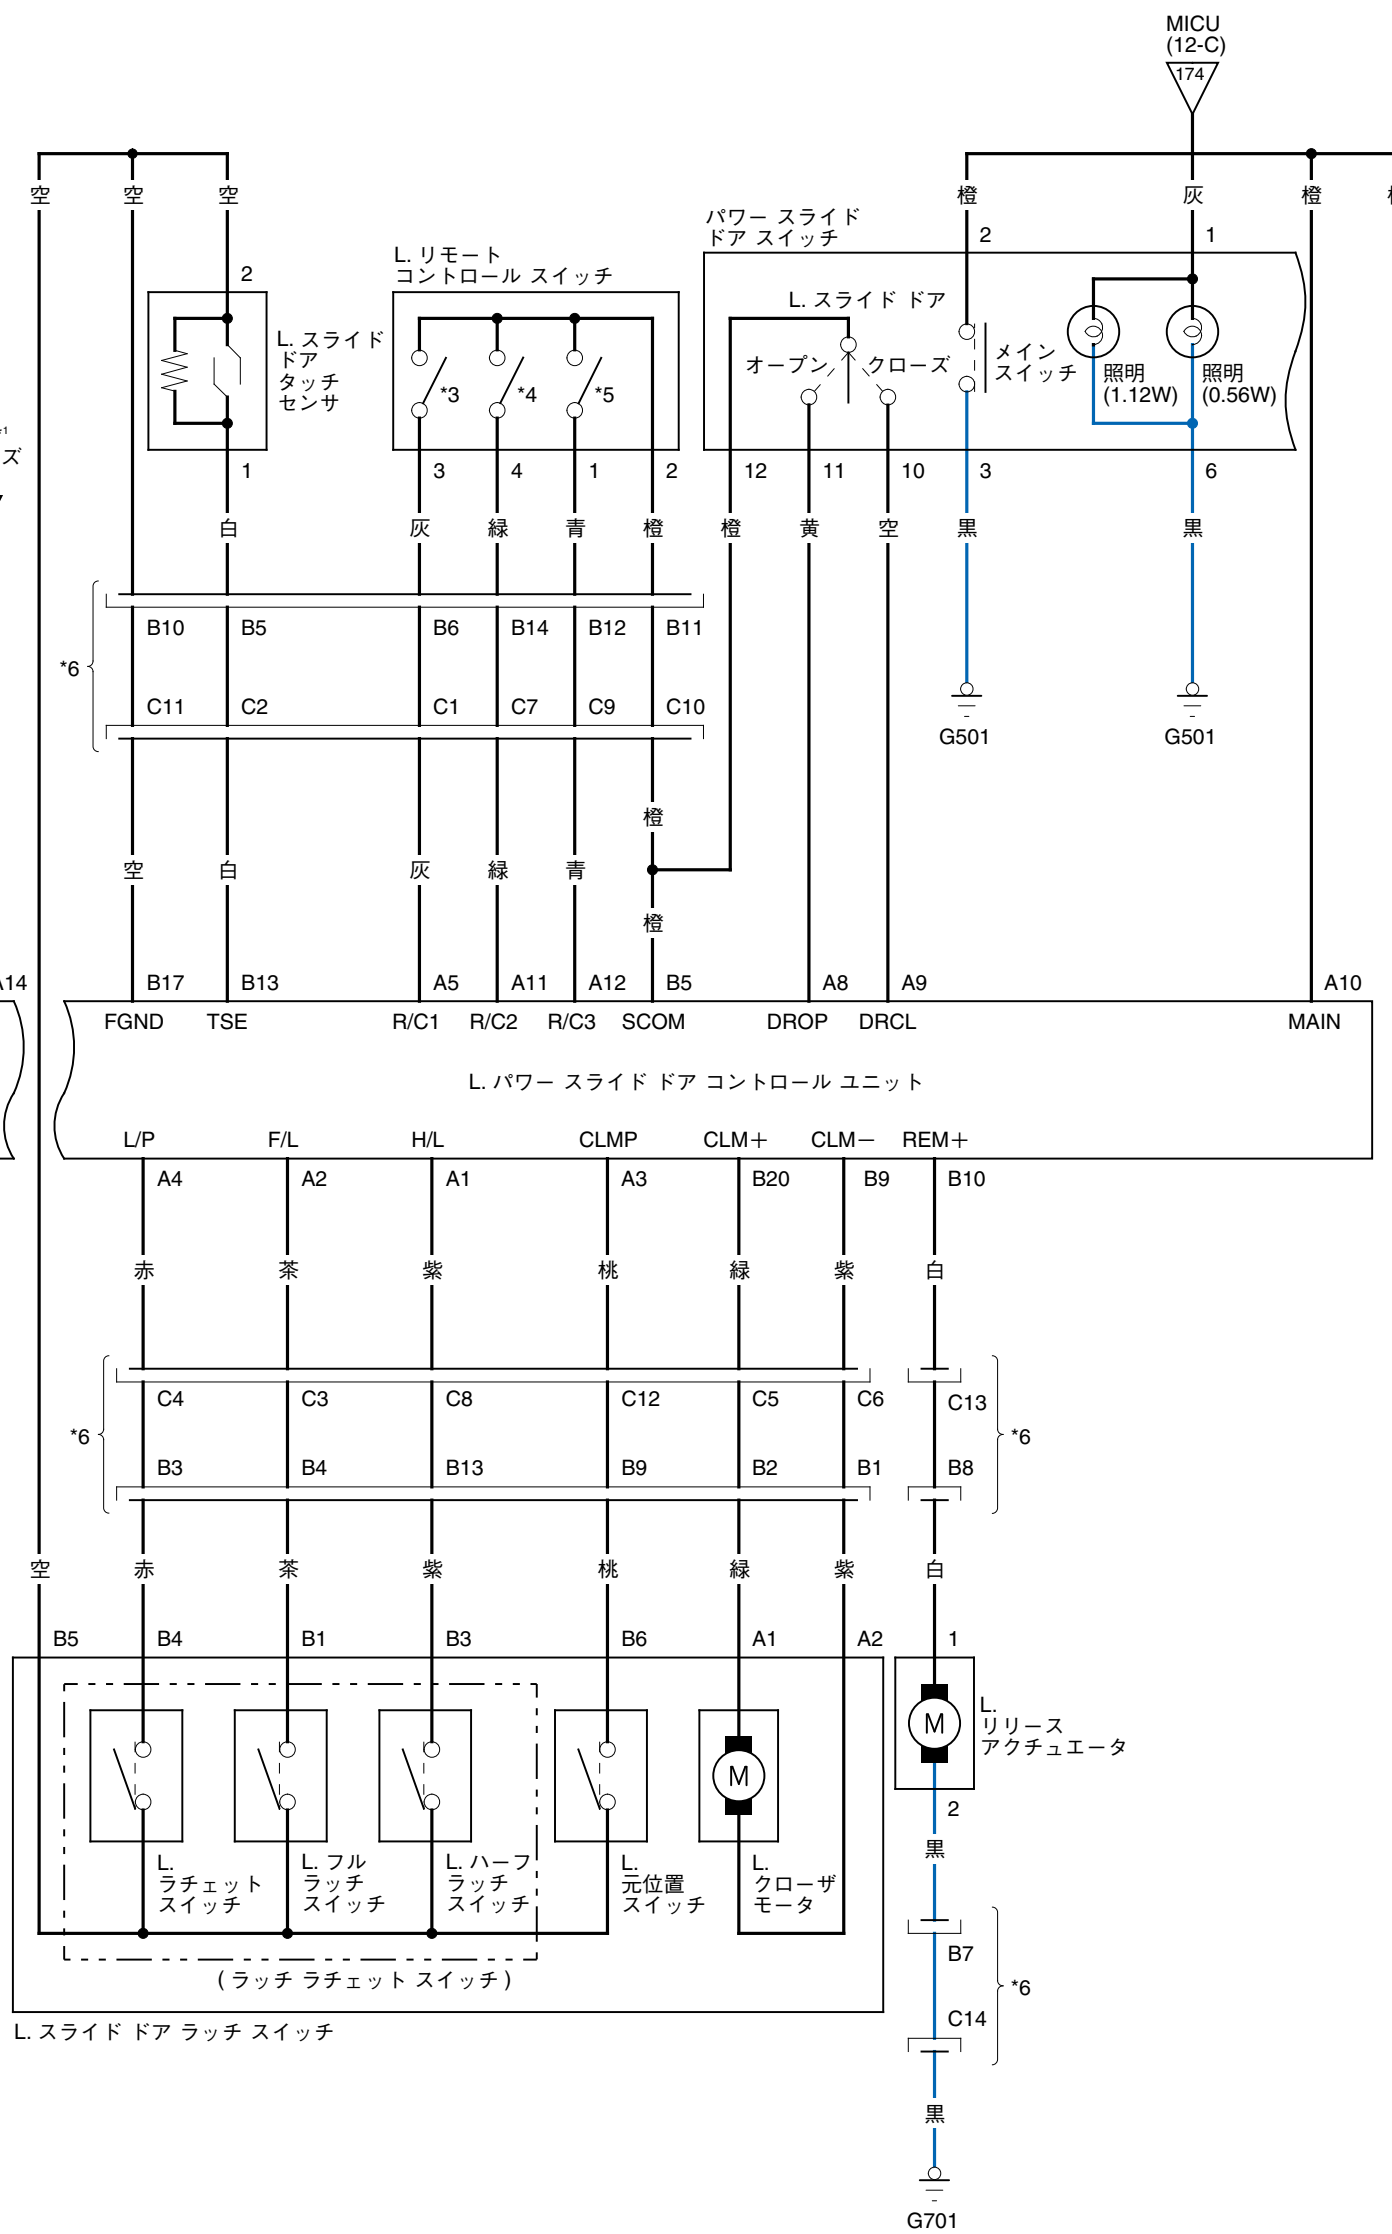 MICU
(12-C)
174
空 空 空 橙 灰 橙
パワー スライド
ドア スイッチ
2 1
L. リモート
コントロール スイッチ
2
L. スライド ドア
L. スライド
ドア
タッチ
センサ
オープン クローズ
メイン
スイッチ
*3 *4 *5
照明
(1.12W)
照明
(0.56W)
*1
ズ
1 3 4 1 2 12 11 10 3 6
白 灰 緑 青 橙 橙 黄 空 黒 黒
B10 B5 B6 B14 B12 B11
*6
C11 C2 C1 C7 C9 C10
G501 G501
橙
空 白 灰 緑 青
橙
A14 B17 B13 A5 A11 A12 B5 A8 A9 A10
FGND TSE R/C1 R/C2 R/C3 SCOM DROP DRCL MAIN
L. パワー スライド ドア コントロール ユニット
L/P F/L H/L CLMP CLM+ CLM− REM+
A4 A2 A1 A3 B20 B9 B10
赤 茶 紫 桃 緑 紫 白
C4 C3 C8 C12 C5 C6 C13
*6 *6
B3 B4 B13 B9 B2 B1 B8
空 赤 茶 紫 桃 緑 紫 白
B5 B4 B1 B3 B6 A1 A2 1
M
L.
リリース
アクチュエータ
M
2
黒
L.
ラチェット
スイッチ
L. フル
ラッチ
スイッチ
L. ハーフ
ラッチ
スイッチ
L.
元位置
スイッチ
L.
クローザ
モータ
B7
( ラッチ ラチェット スイッチ )
*6
C14
L. スライド ドア ラッチ スイッチ
黒
G701